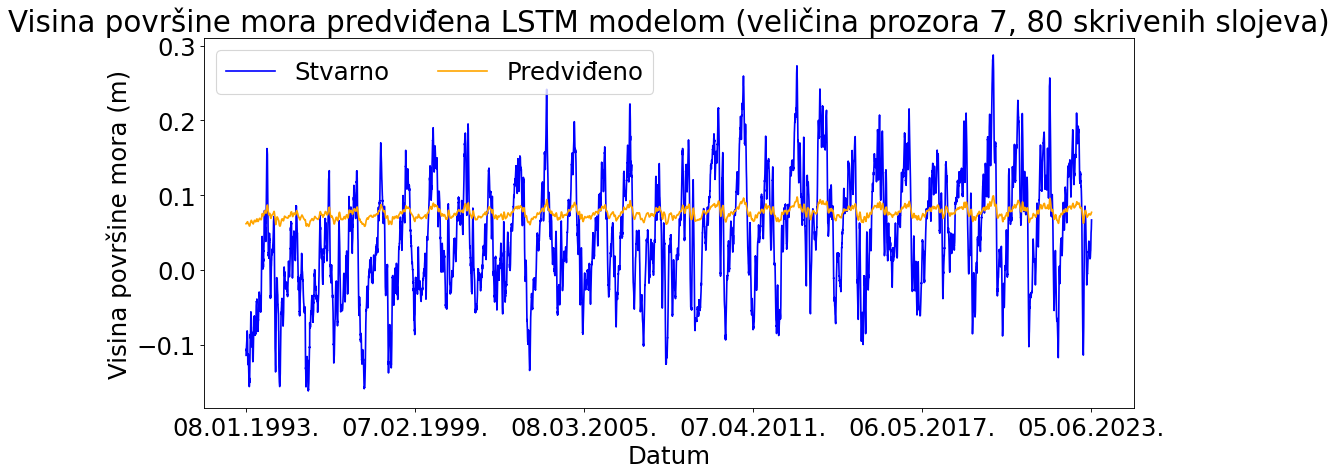 Visina površine mora predviđena LSTM modelom (veličina prozora 7, 80 skrivenih slojeva)
Stvarno
Predviđeno
Visina površine mora (m)
0.3
0.2
0.1
0.0
−0.1
08.01.1993.
07.02.1999.
08.03.2005.
07.04.2011.
06.05.2017.
05.06.2023.
Datum